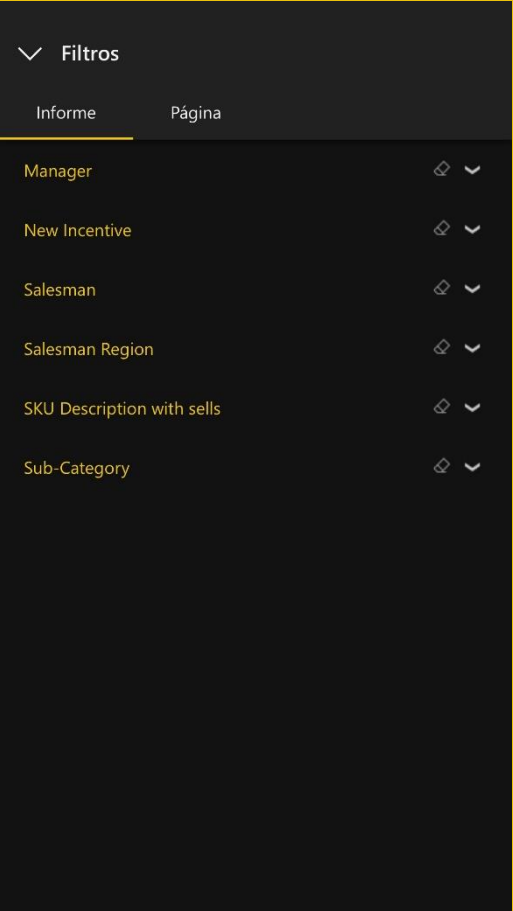 Filtros
Informe Página
Manager
New Incentive
Salesman
Salesman Region
SKU Description with sells
Sub-Category